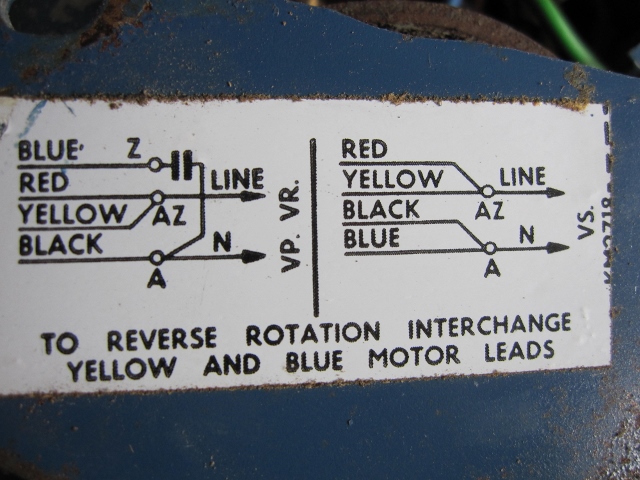 BLUE Z
RED LINE
YELLOW AZ
BLACK N
A
VP. VR.
RED
YELLOW LINE
BLACK AZ
BLUE N
A
VS.
KM2718
TO REVERSE ROTATION INTERCHANGE
YELLOW AND BLUE MOTOR LEADS